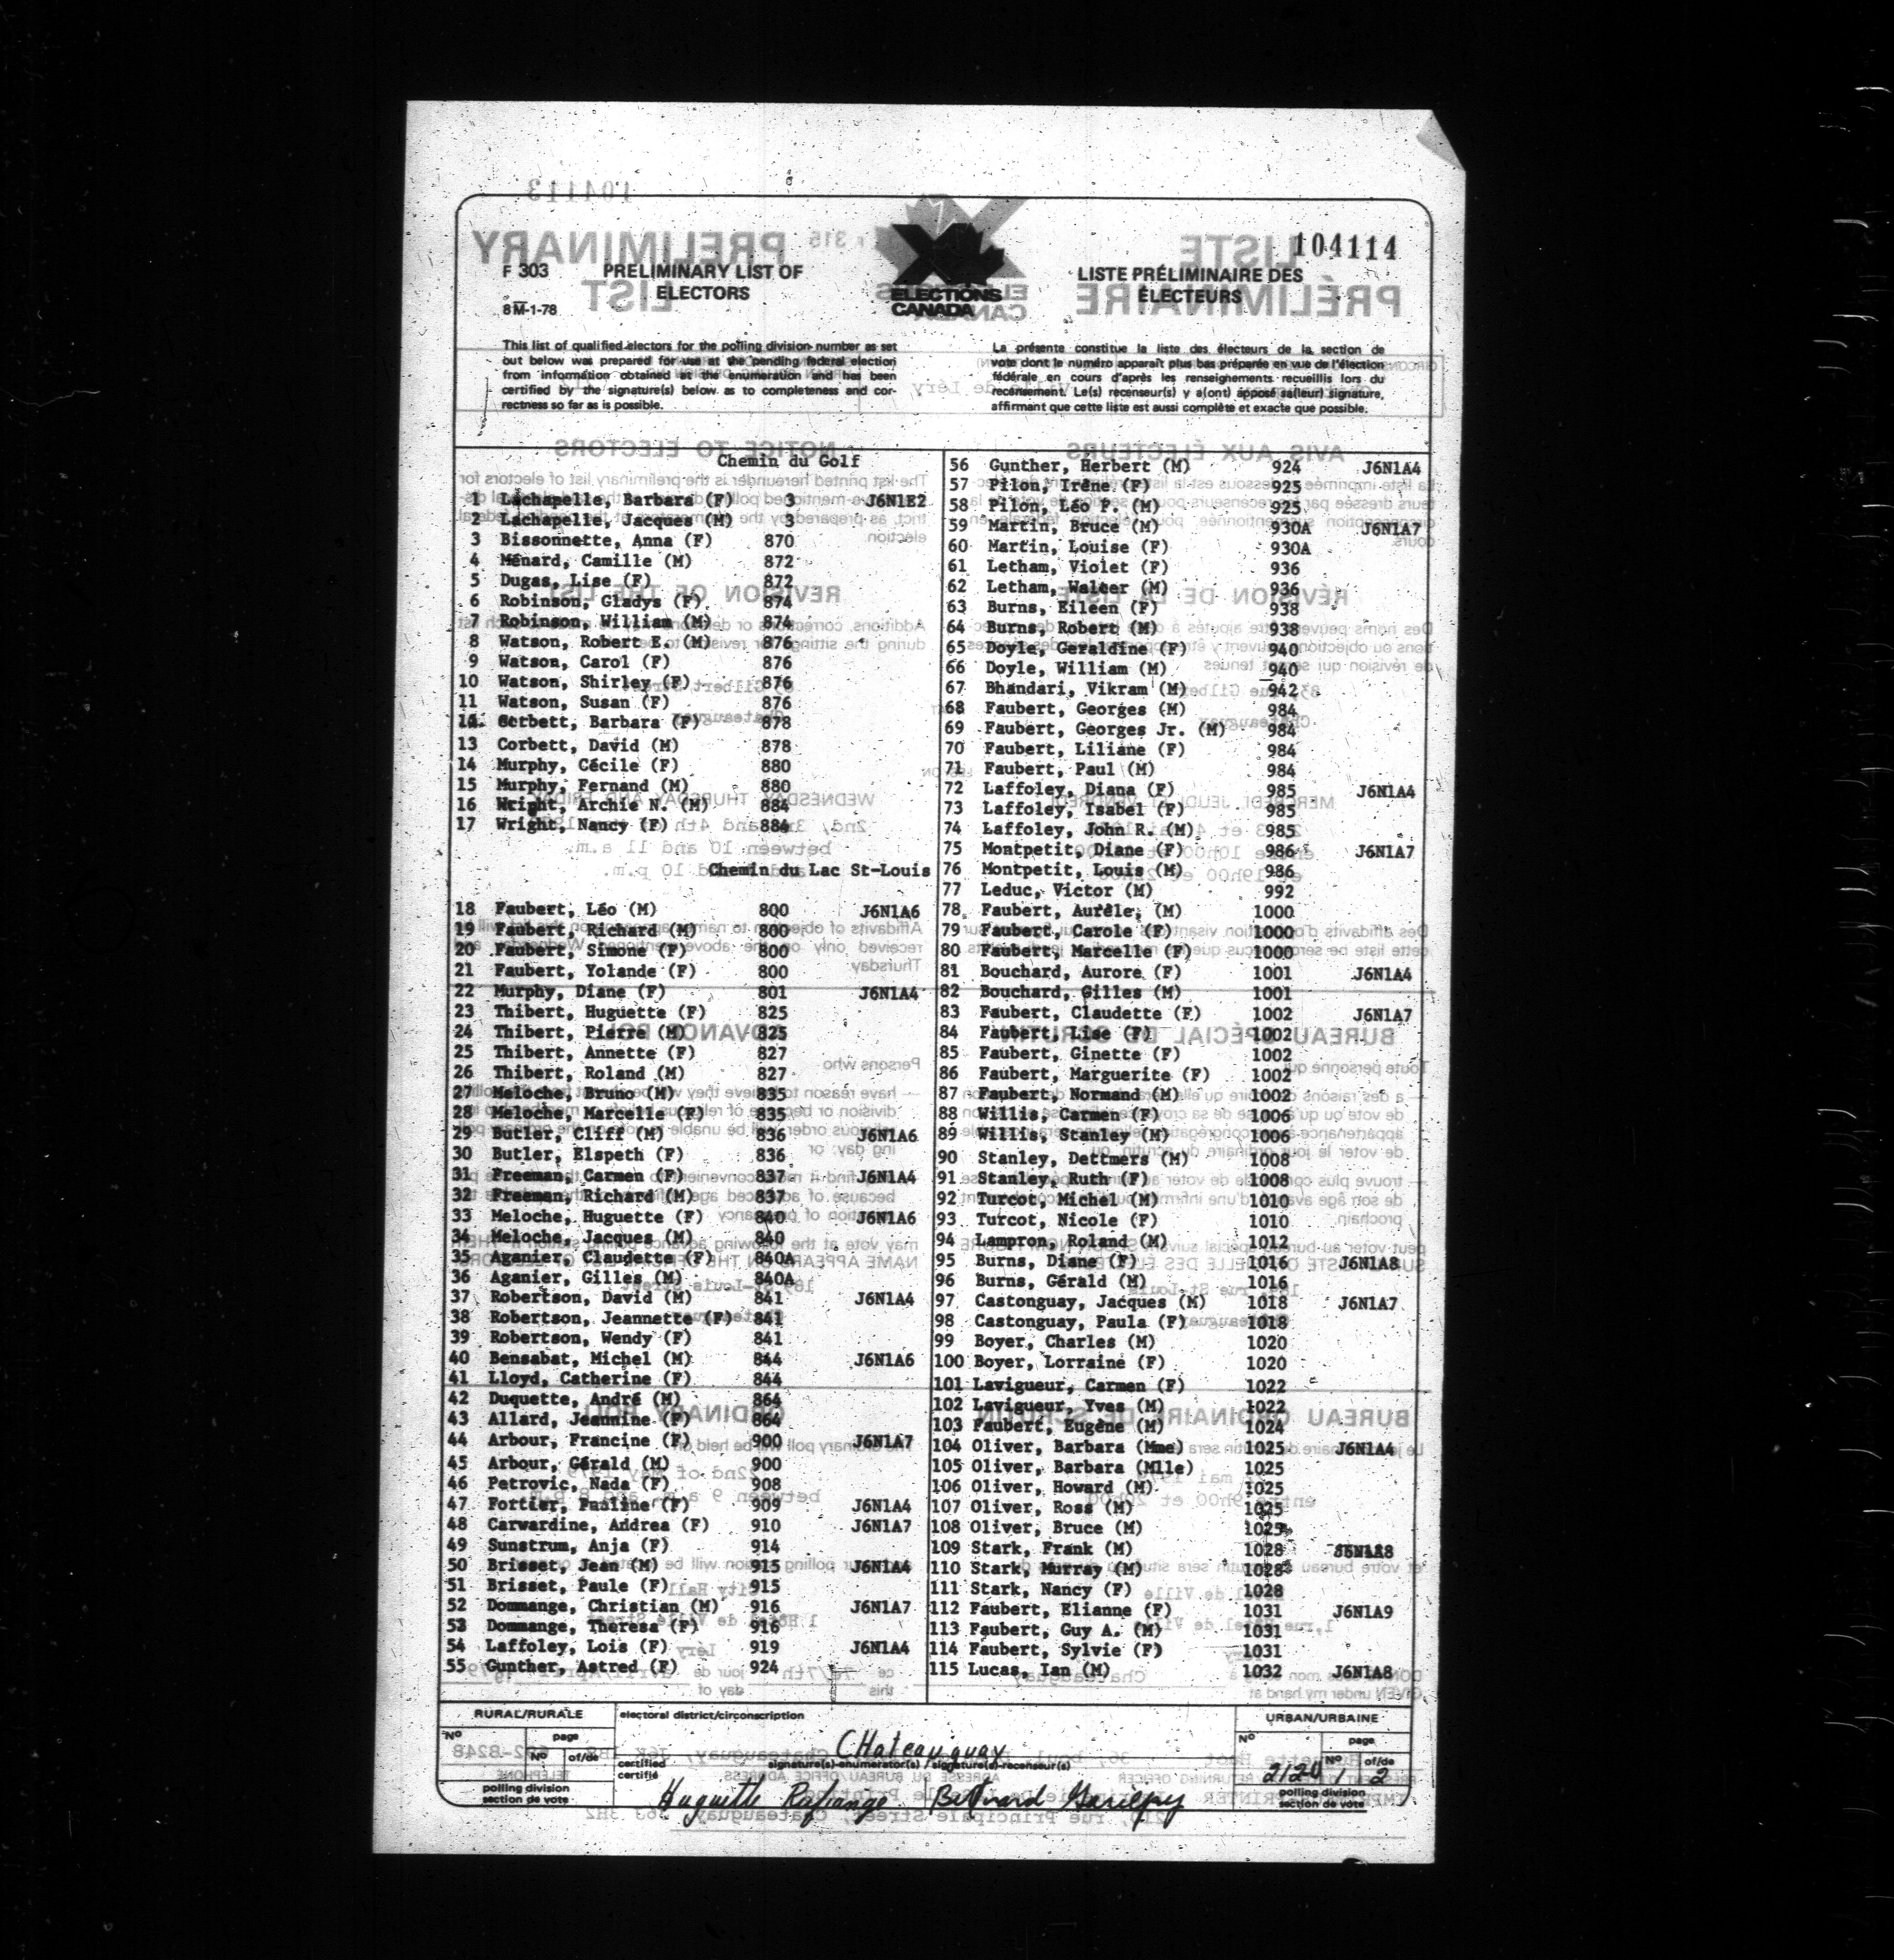 104114
F 303 PRELIMINARY LIST OF
ELECTORS
8M-1-78
ELECTIONS
CANADA
LISTE PRÉLIMINAIRE DES
ÉLECTEURS
This list of qualified electors for the polling division number as set
out below was prepared for use at the pending federal election
from information obtained at the enumeration and has been
certified by the signature(s) below as to completeness and cor-
rectness so far as is possible.
La présente constitue la liste des électeurs de la section de
vote dont le numéro apparaît plus bas préparée en vue de l'élection
fédérale en cours d'après les renseignements recueillis lors du
recensement. Le(s) recenseur(s) y a(ont) apposé sa(leur) signature,
affirmant que cette liste est aussi complète et exacte que possible.
Chemin du Golf
1 Lachapelle, Barbara (F) 3 J6N1E2
2 Lachapelle, Jacques (M) 3
3 Bissonnette, Anna (F) 870
4 Ménard, Camille (M) 872
5 Dugas, Lise (F) 872
6 Robinson, Gladys (F) 874
7 Robinson, William (M) 874
8 Watson, Robert E. (M) 876
9 Watson, Carol (F) 876
10 Watson, Shirley (F) 876
11 Watson, Susan (F) 876
12. Corbett, Barbara (F) 878
13 Corbett, David (M) 878
14 Murphy, Cécile (F) 880
15 Murphy, Fernand (M) 880
16 Wright, Archie N. (M) 884
17 Wright, Nancy (F) 884
Chemin du Lac St-Louis
18 Faubert, Léo (M) 800 J6N1A6
19 Faubert, Richard (M) 800
20 Faubert, Simone (F) 800
21 Faubert, Yolande (F) 800
22 Murphy, Diane (F) 801 J6N1A4
23 Thibert, Huguette (F) 825
24 Thibert, Pierre (M) 825
25 Thibert, Annette (F) 827
26 Thibert, Roland (M) 827
27 Meloche, Bruno (M) 835
28 Meloche, Marcelle (F) 835
29 Butler, Cliff (M) 836 J6N1A6
30 Butler, Elspeth (F) 836
31 Freeman, Carmen (F) 837 J6N1A4
32 Freeman, Richard (M) 837
33 Meloche, Huguette (F) 840 J6N1A6
34 Meloche, Jacques (M) 840
35 Aganier, Claudette (F) 840A
36 Aganier, Gilles (M) 840A
37 Robertson, David (M) 841 J6N1A4
38 Robertson, Jeannette (F) 841
39 Robertson, Wendy (F) 841
40 Bensabat, Michel (M) 844 J6N1A6
41 Lloyd, Catherine (F) 844
42 Duquette, André (M) 864
43 Allard, Jeannine (F) 864
44 Arbour, Francine (F) 900 J6N1A7
45 Arbour, Gérald (M) 900
46 Petrovic, Nada (F) 908
47 Fortier, Pauline (F) 909 J6N1A4
48 Carwardine, Andrea (F) 910 J6N1A7
49 Sunstrum, Anja (F) 914
50 Brisset, Jean (M) 915 J6N1A4
51 Brisset, Paule (F) 915
52 Dommange, Christian (M) 916 J6N1A7
53 Dommange, Theresa (F) 916
54 Laffoley, Lois (F) 919 J6N1A4
55 Gunther, Astred (F) 924
56 Gunther, Herbert (M) 924 J6N1A4
57 Pilon, Irène (F) 925
58 Pilon, Léo P. (M) 925
59 Martin, Bruce (M) 930A J6N1A7
60 Martin, Louise (F) 930A
61 Letham, Violet (F) 936
62 Letham, Walter (M) 936
63 Burns, Eileen (F) 938
64 Burns, Robert (M) 938
65 Doyle, Geraldine (F) 940
66 Doyle, William (M) 940
67 Bhandari, Vikram (M) 942
68 Faubert, Georges (M) 984
69 Faubert, Georges Jr. (M) 984
70 Faubert, Liliane (F) 984
71 Faubert, Paul (M) 984
72 Laffoley, Diana (F) 985 J6N1A4
73 Laffoley, Isabel (F) 985
74 Laffoley, John R. (M) 985
75 Montpetit, Diane (F) 986 J6N1A7
76 Montpetit, Louis (M) 986
77 Leduc, Victor (M) 992
78 Faubert, Aurèle, (M) 1000
79 Faubert, Carole (F) 1000
80 Faubert, Marcelle (F) 1000
81 Bouchard, Aurore (F) 1001 J6N1A4
82 Bouchard, Gilles (M) 1001
83 Faubert, Claudette (F) 1002 J6N1A7
84 Faubert, Lise (F) 1002
85 Faubert, Ginette (F) 1002
86 Faubert, Marguerite (F) 1002
87 Faubert, Normand (M) 1002
88 Willis, Carmen (F) 1006
89 Willis, Stanley (M) 1006
90 Stanley, Dettmers (M) 1008
91 Stanley, Ruth (F) 1008
92 Turcot, Michel (M) 1010
93 Turcot, Nicole (F) 1010
94 Lampron, Roland (M) 1012
95 Burns, Diane (F) 1016 J6N1A8
96 Burns, Gérald (M) 1016
97 Castonguay, Jacques (M) 1018 J6N1A7
98 Castonguay, Paula (F) 1018
99 Boyer, Charles (M) 1020
100 Boyer, Lorraine (F) 1020
101 Lavigueur, Carmen (F) 1022
102 Lavigueur, Yves (M) 1022
103 Faubert, Eugène (M) 1024
104 Oliver, Barbara (Mme) 1025 J6N1A4
105 Oliver, Barbara (Mlle) 1025
106 Oliver, Howard (M) 1025
107 Oliver, Ross (M) 1025
108 Oliver, Bruce (M) 1025
109 Stark, Frank (M) 1028 J6N1A8
110 Stark, Murray (M) 1028
111 Stark, Nancy (F) 1028
112 Faubert, Elianne (F) 1031 J6N1A9
113 Faubert, Guy A. (M) 1031
114 Faubert, Sylvie (F) 1031
115 Lucas, Ian (M) 1032 J6N1A8
RURAL/RURALE
No page
No of/de
polling division
section de vote
electoral district/circonscription
CHateauguay
certified
certifié
signature(s)-enumerator(s) / signature(s)-recenseur(s)
Huguette
URBAN/URBAINE
No page
No of/de
1 2
polling division
section de vote